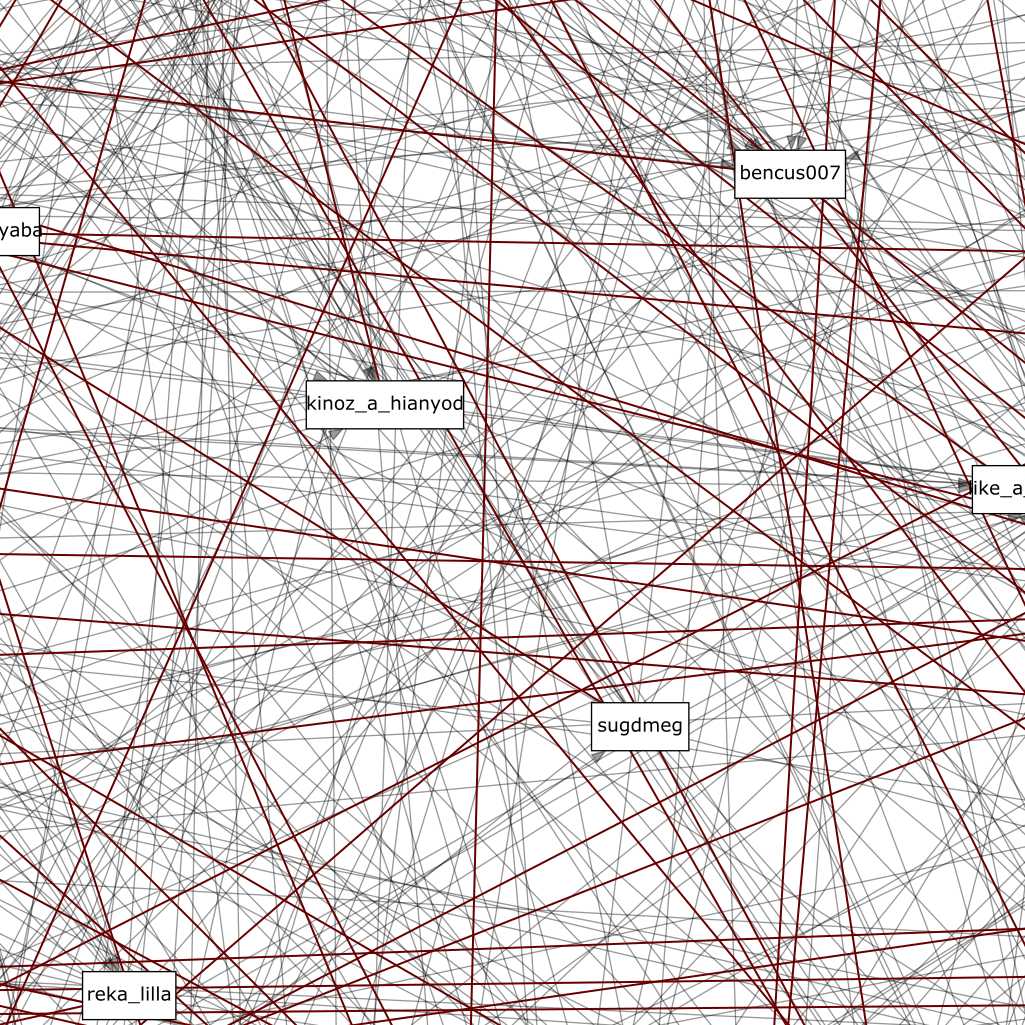 bencus007
yaba
kinoz_a_hianyod
ike_a
sugdmeg
reka_lilla